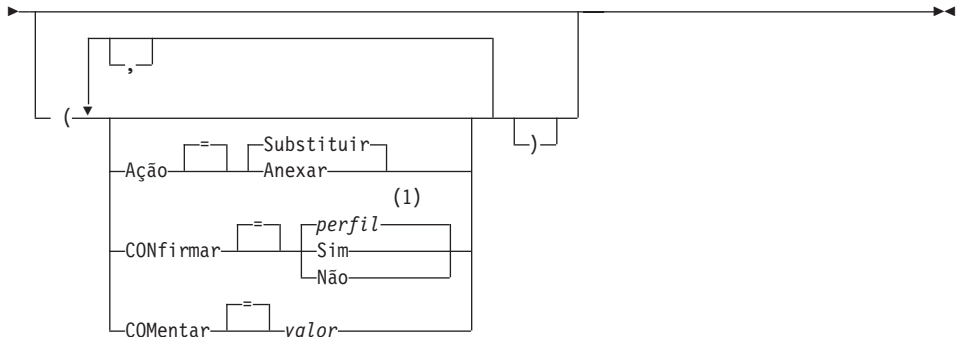 ,
(
)
=
Substituir
Ação
Anexar
(1)
=
perfil
CONfirmar
Sim
Não
=
COMentar
valor